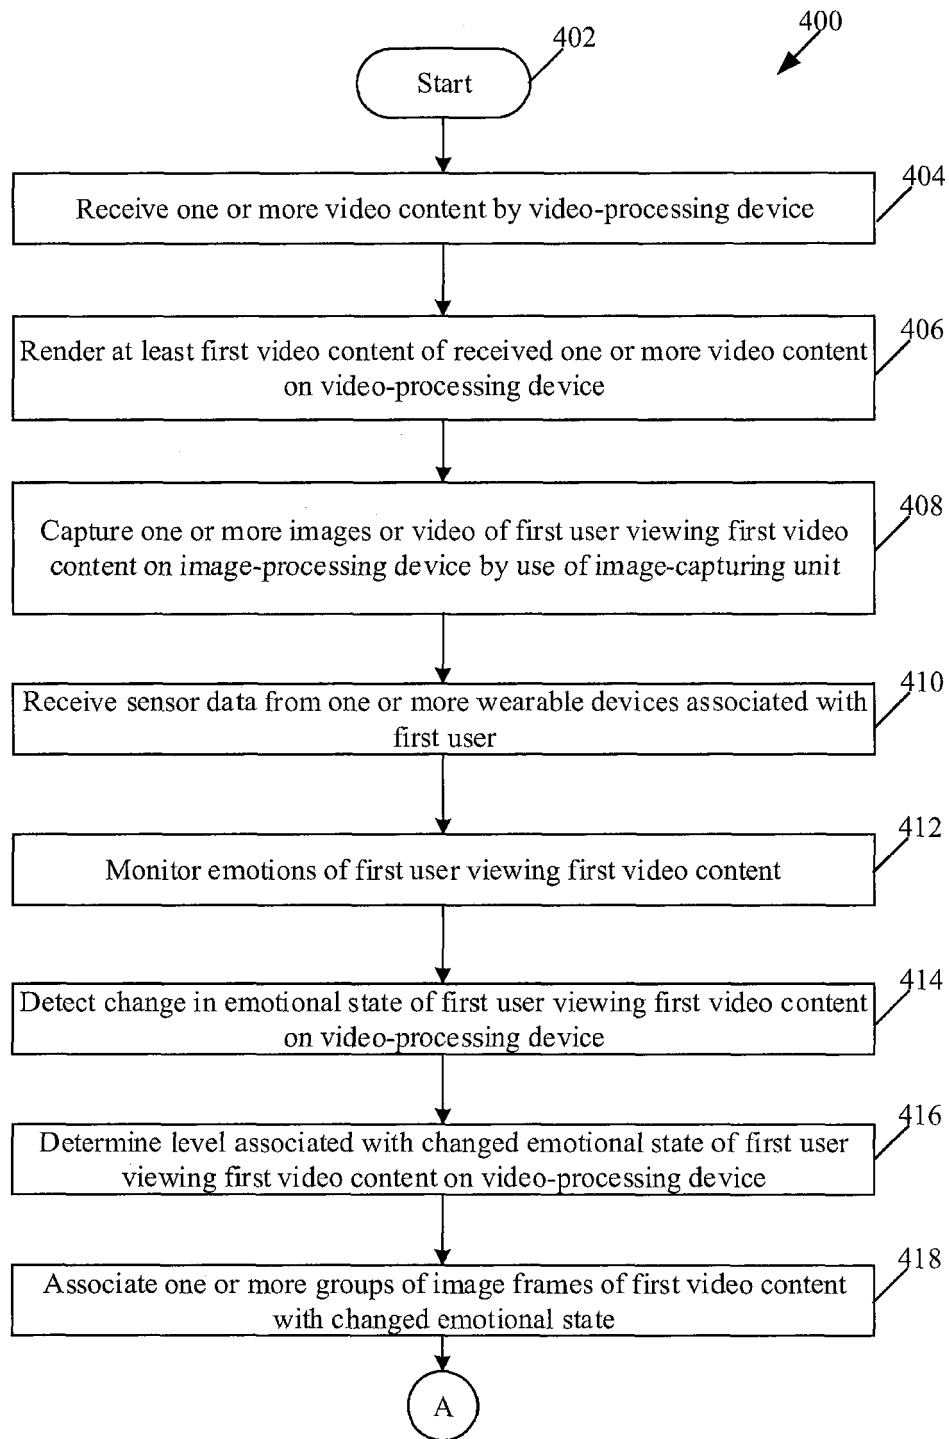 400
402
Start
404
Receive one or more video content by video-processing device
406
Render at least first video content of received one or more video content
on video-processing device
408
Capture one or more images or video of first user viewing first video
content on image-processing device by use of image-capturing unit
410
Receive sensor data from one or more wearable devices associated with
first user
412
Monitor emotions of first user viewing first video content
414
Detect change in emotional state of first user viewing first video content
on video-processing device
416
Determine level associated with changed emotional state of first user
viewing first video content on video-processing device
418
Associate one or more groups of image frames of first video content
with changed emotional state
A